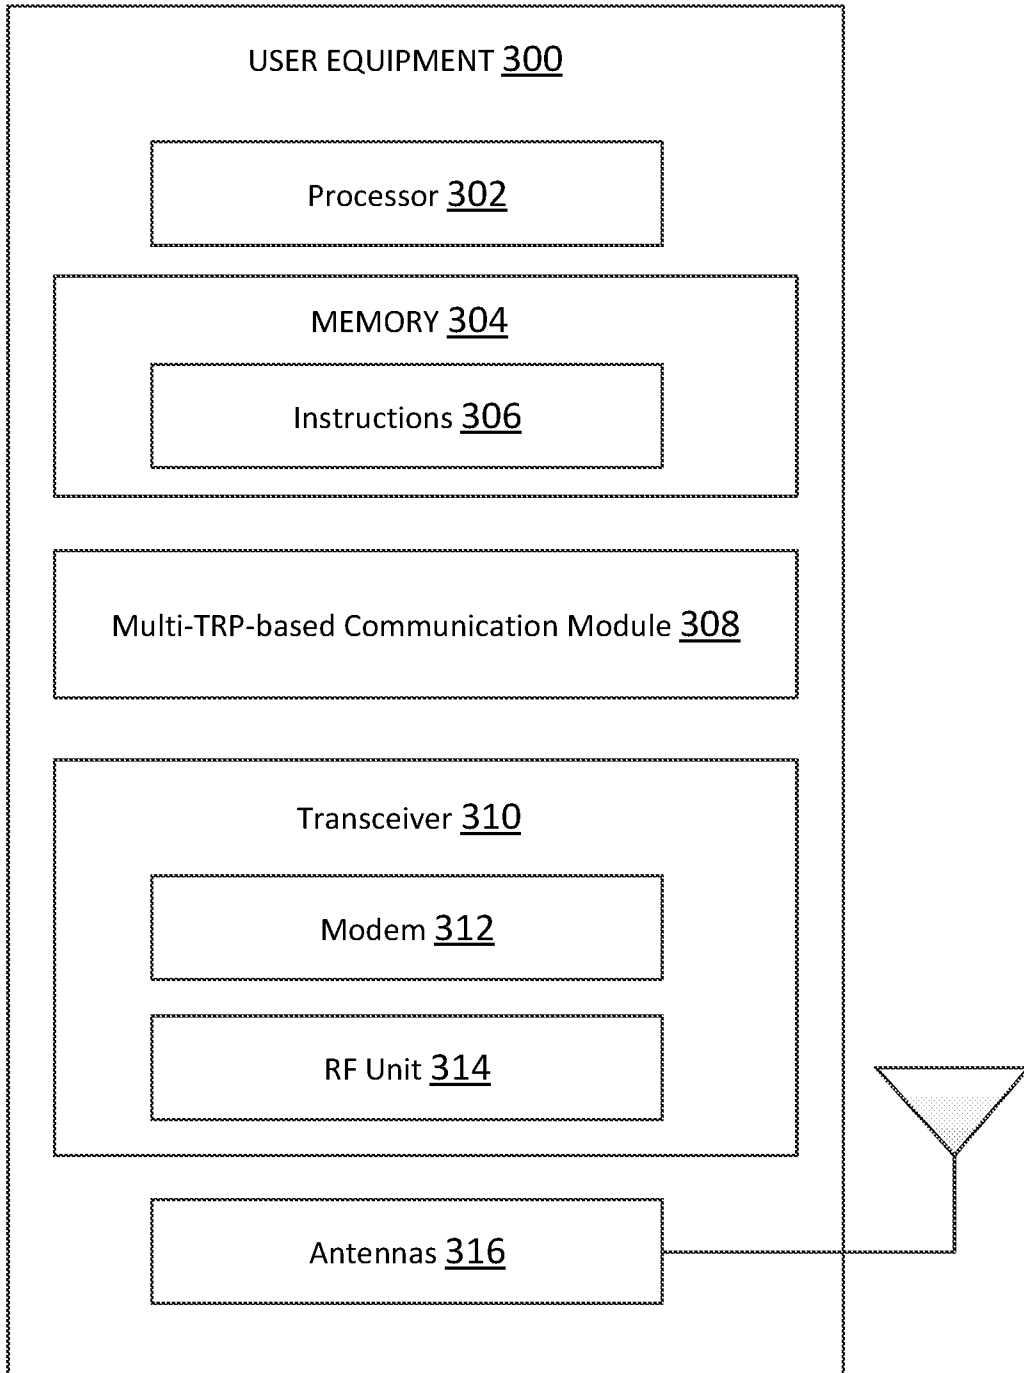 USER EQUIPMENT 300
Processor 302
MEMORY 304
Instructions 306
Multi-TRP-based Communication Module 308
Transceiver 310
Modem 312
RF Unit 314
Antennas 316